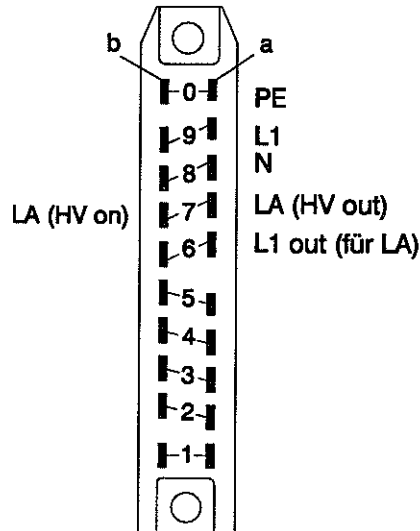 b a
0 PE
9 L1
8 N
LA (HV on) 7 LA (HV out)
6 L1 out (für LA)
5
4
3
2
1